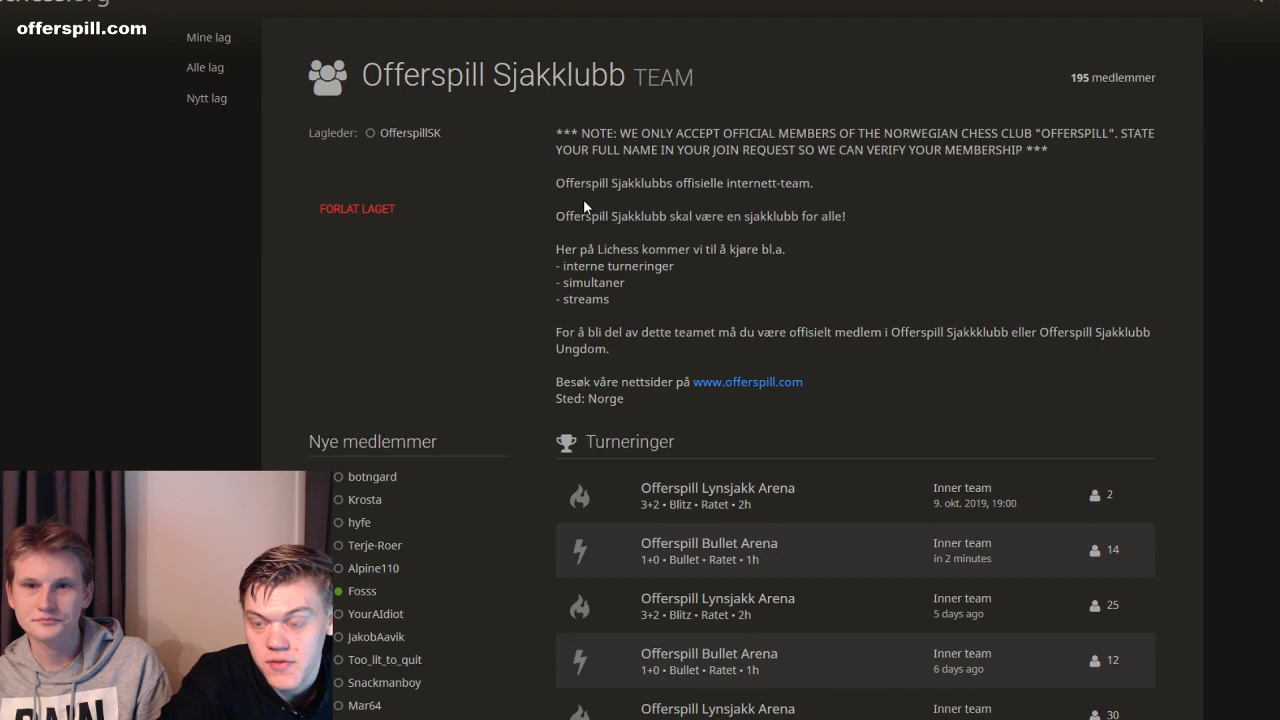 offerspill.com
Mine lag
Alle lag
Nytt lag
Offerspill Sjakklubb TEAM
195 medlemmer
Lagleder: OfferspillSK
FORLAT LAGET
*** NOTE: WE ONLY ACCEPT OFFICIAL MEMBERS OF THE NORWEGIAN CHESS CLUB "OFFERSPILL". STATE
YOUR FULL NAME IN YOUR JOIN REQUEST SO WE CAN VERIFY YOUR MEMBERSHIP ***
Offerspill Sjakklubbs offisielle internett-team.
Offerspill Sjakklubb skal være en sjakklubb for alle!
Her på Lichess kommer vi til å kjøre bl.a.
- interne turneringer
- simultaner
- streams
For å bli del av dette teamet må du være offisielt medlem i Offerspill Sjakkklubb eller Offerspill Sjakklubb
Ungdom.
Besøk våre nettsider på www.offerspill.com
Sted: Norge
Nye medlemmer
botngard
Krosta
hyfe
Terje-Roer
Alpine110
Fosss
YourAIdiot
JakobAavik
Too_lit_to_quit
Snackmanboy
Mar64
Turneringer
Offerspill Lynsjakk Arena
3+2 • Blitz • Ratet • 2h
Inner team
9. okt. 2019, 19:00
2
Offerspill Bullet Arena
1+0 • Bullet • Ratet • 1h
Inner team
in 2 minutes
14
Offerspill Lynsjakk Arena
3+2 • Blitz • Ratet • 2h
Inner team
5 days ago
25
Offerspill Bullet Arena
1+0 • Bullet • Ratet • 1h
Inner team
6 days ago
12
Offerspill Lynsjakk Arena
Inner team
30